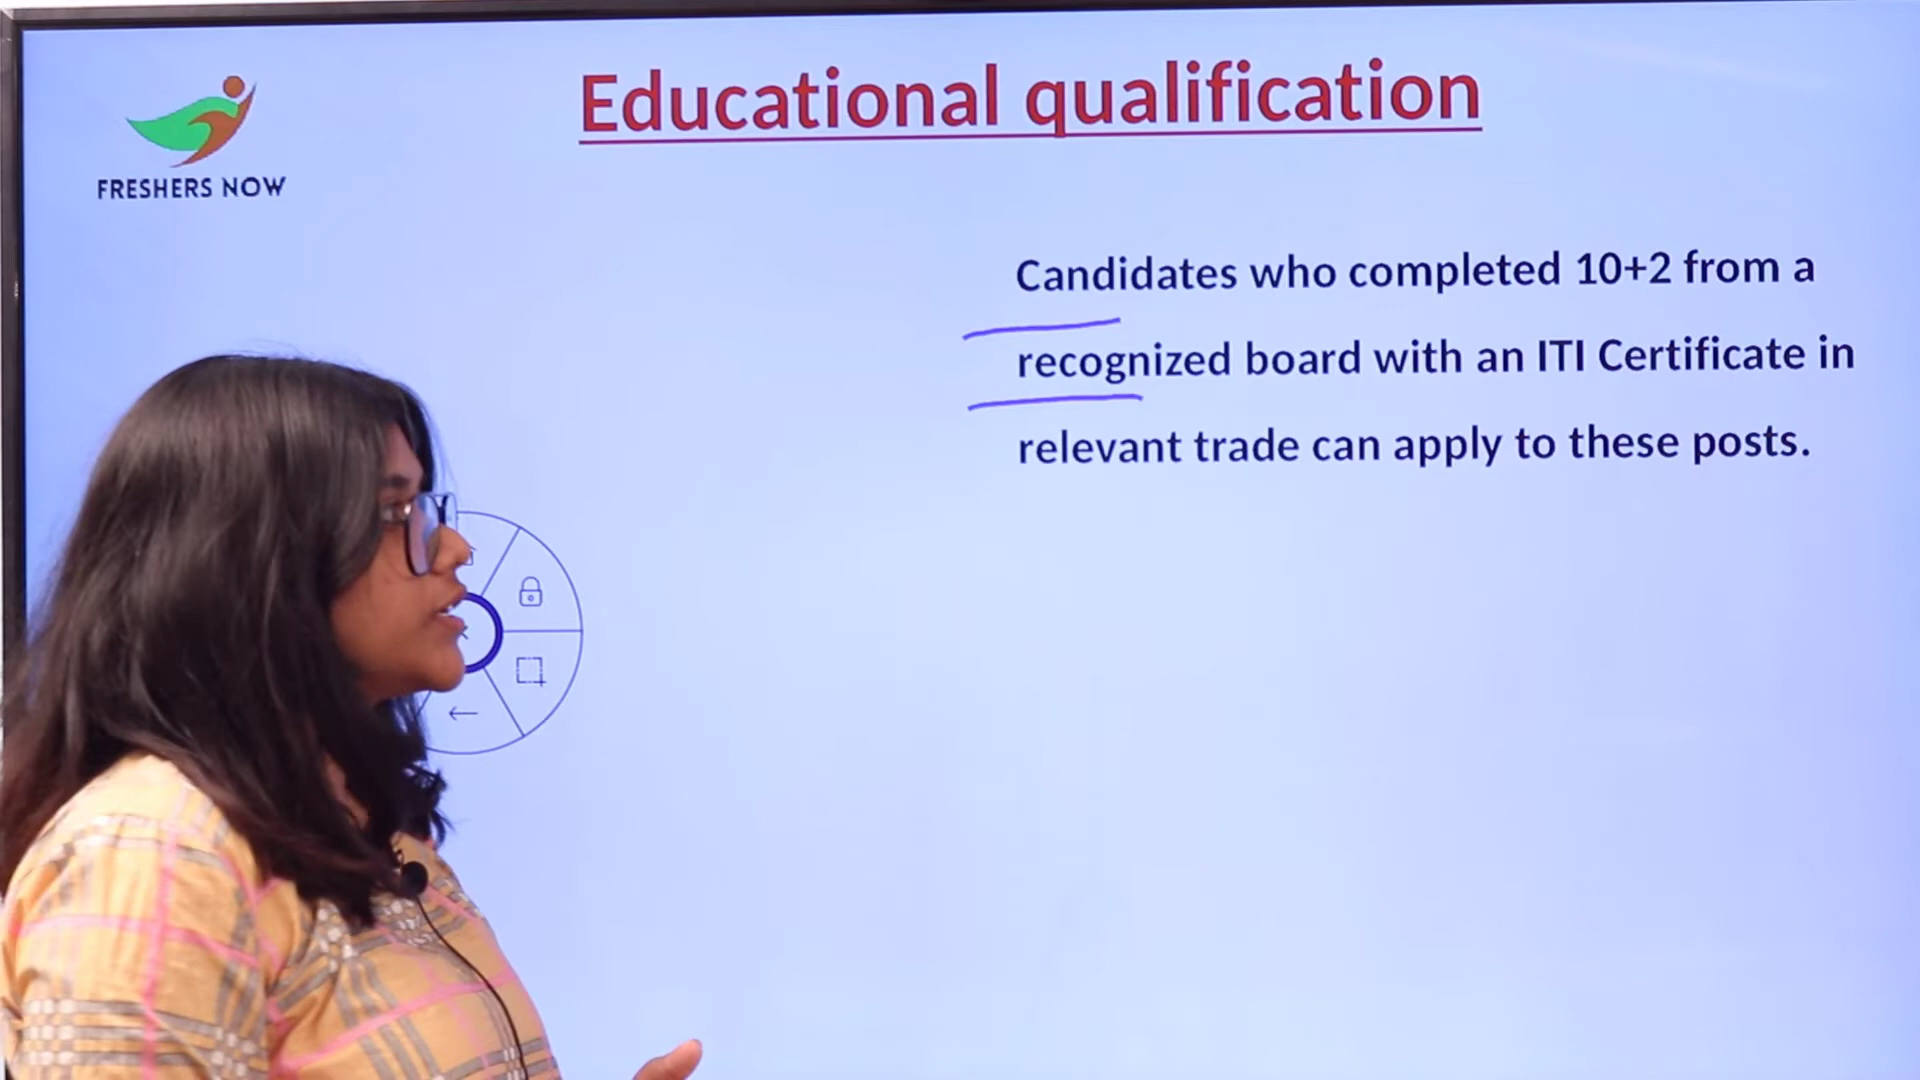 Educational qualification
FRESHERS NOW
Candidates who completed 10+2 from a
recognized board with an ITI Certificate in
relevant trade can apply to these posts.